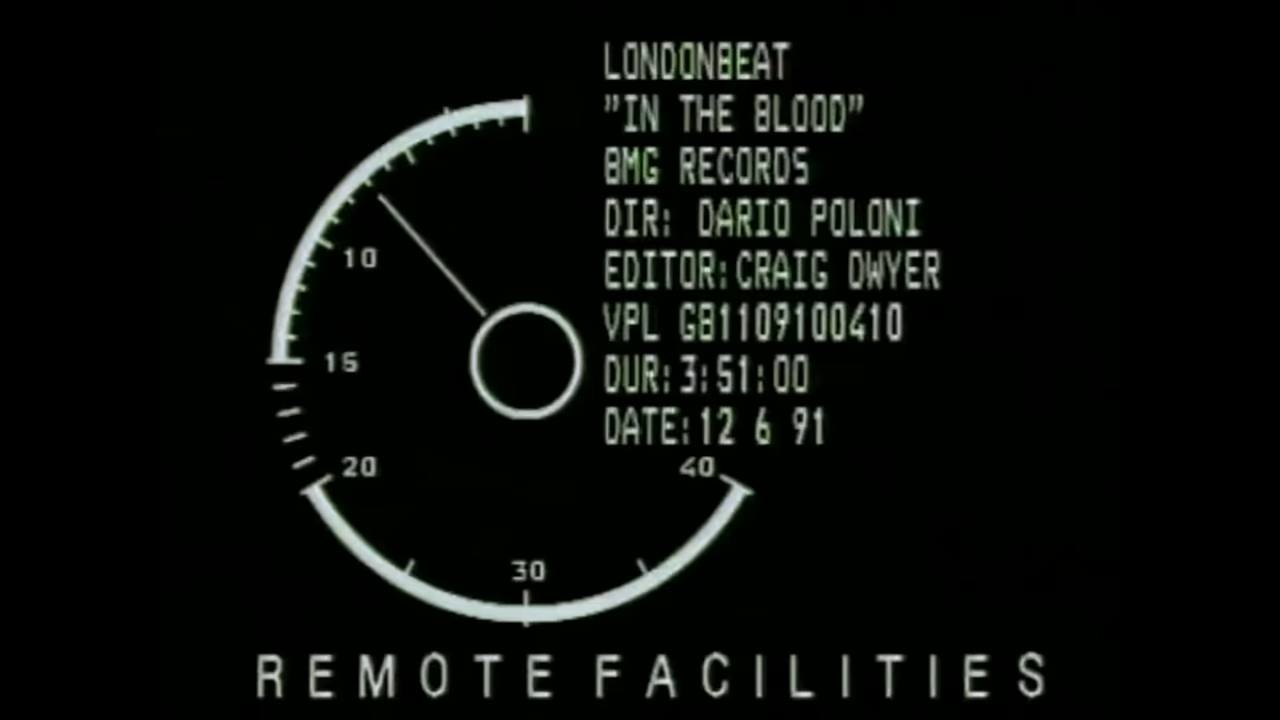 LONDONBEAT
"IN THE BLOOD"
BMG RECORDS
DIR: DARIO POLONI
EDITOR:CRAIG DWYER
VPL GB1109100410
DUR:3:51:00
DATE:12 6 91
10
15
20
40
30
REMOTE FACILITIES